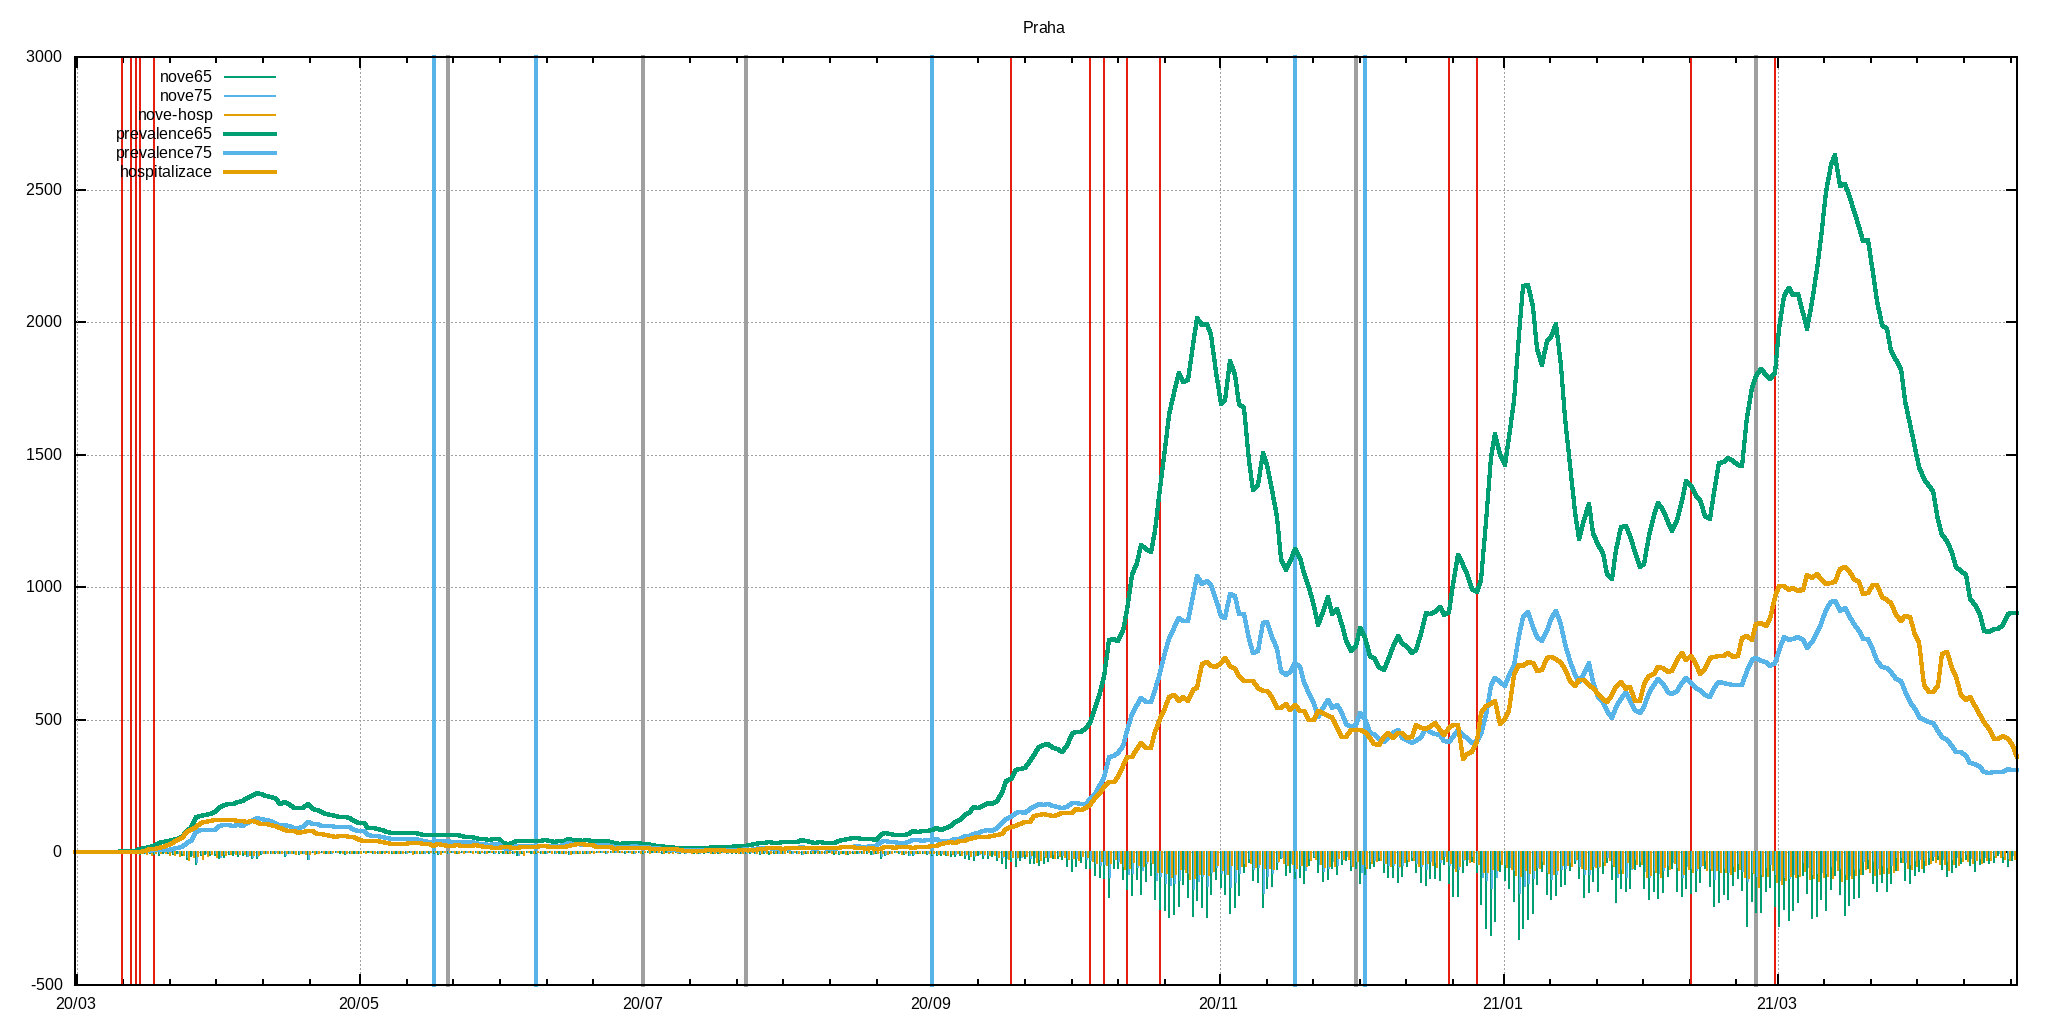 Praha
3000
2500
2000
1500
1000
500
0
-500
nove65
nove75
nove-hosp
prevalence65
prevalence75
hospitalizace
20/03 20/05 20/07 20/09 20/11 21/01 21/03